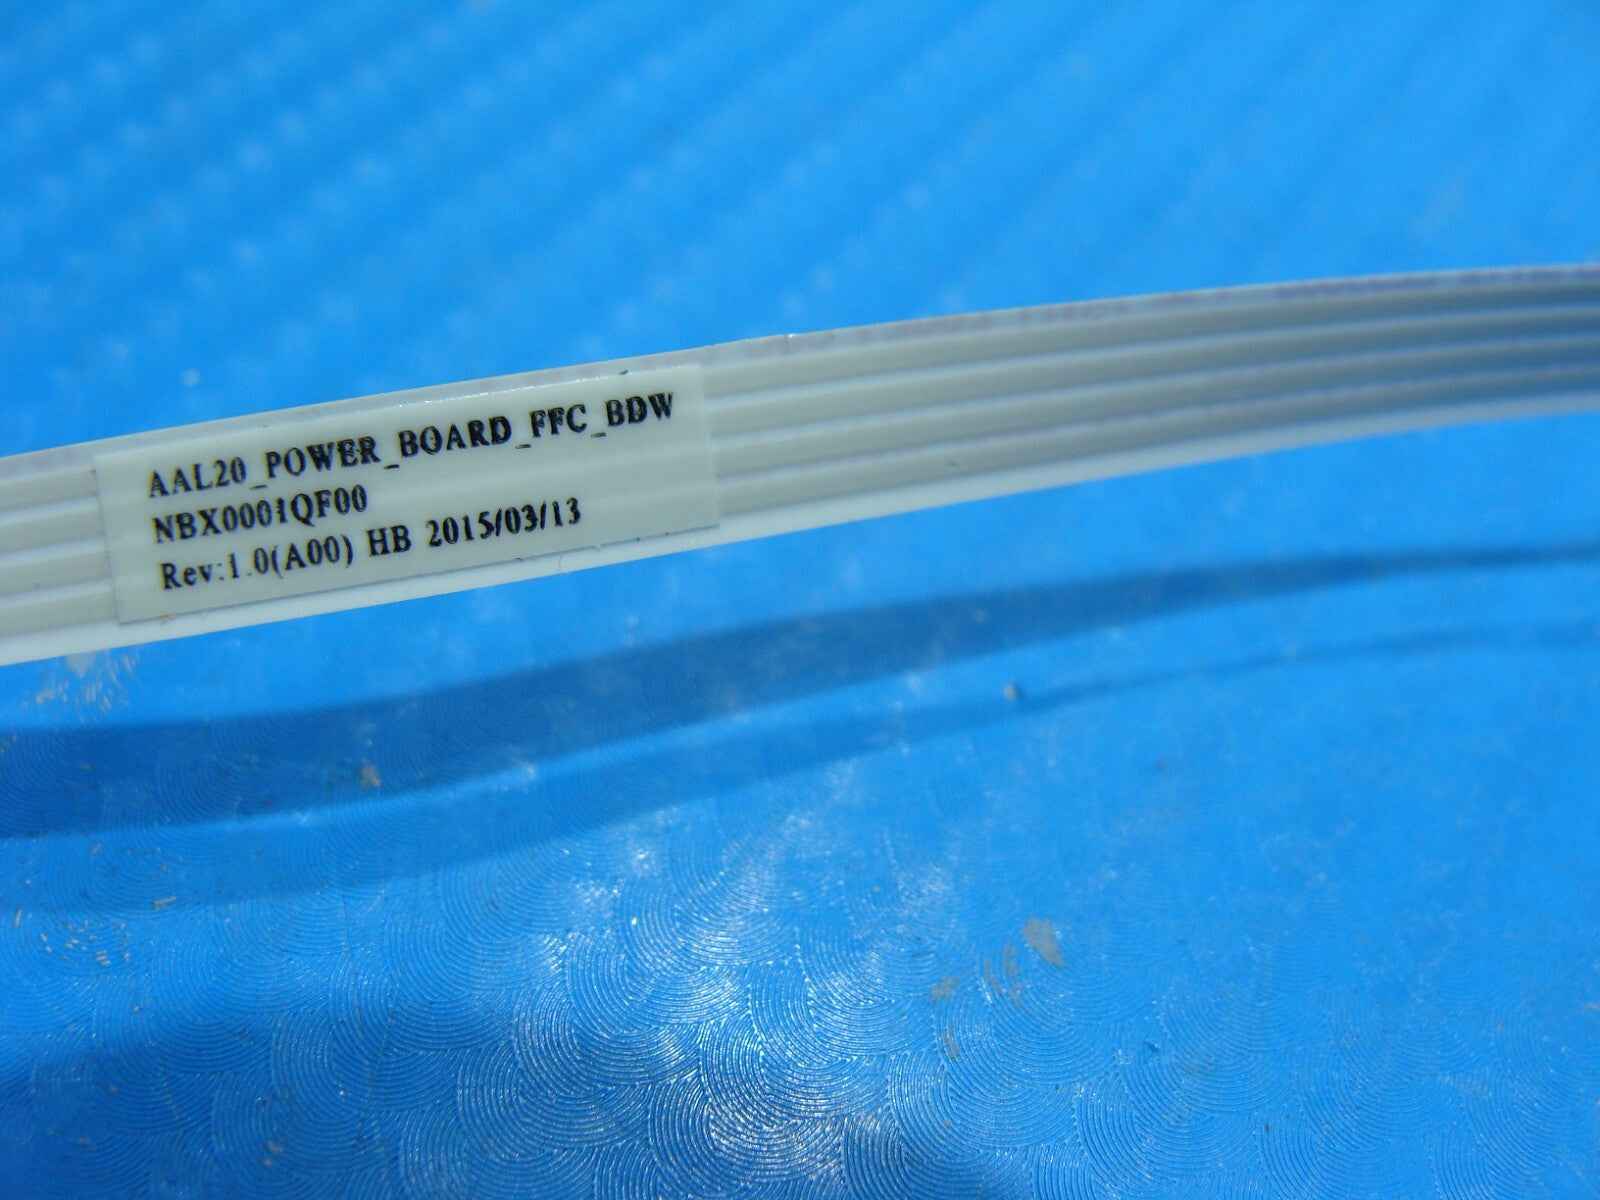 AAL20_POWER_BOARD_FFC_BDW
NBX0001QF00
Rev:1.0(A00) HB 2015/03/13